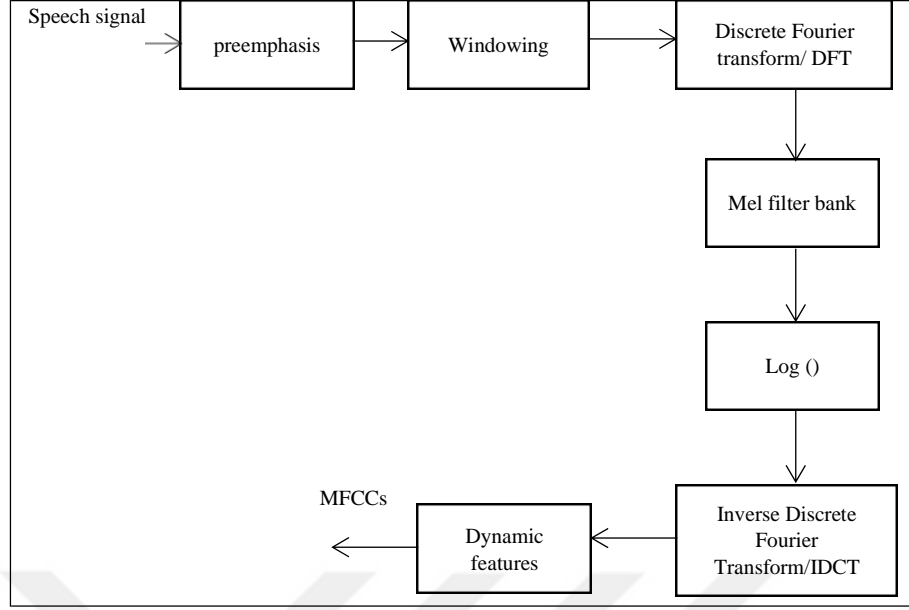 Speech signal
preemphasis
Windowing
Discrete Fourier
transform/ DFT
Mel filter bank
Log ()
Inverse Discrete
Fourier
Transform/IDCT
Dynamic
features
MFCCs